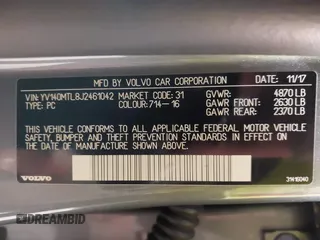 MFD BY VOLVO CAR CORPORATION DATE: 11/17
VIN: YV140MTL8J2461042 MARKET CODE: 31 GVWR: 4870 LB
TYPE: PC COLOUR: 714-16 GAWR FRONT: 2630 LB
GAWR REAR: 2370 LB
THIS VEHICLE CONFORMS TO ALL APPLICABLE FEDERAL MOTOR VEHICLE
SAFETY, BUMPER, AND THEFT PREVENTION STANDARDS IN EFFECT ON
THE DATE OF MANUFACTURE SHOWN ABOVE.
VOLVO
DREAMBID